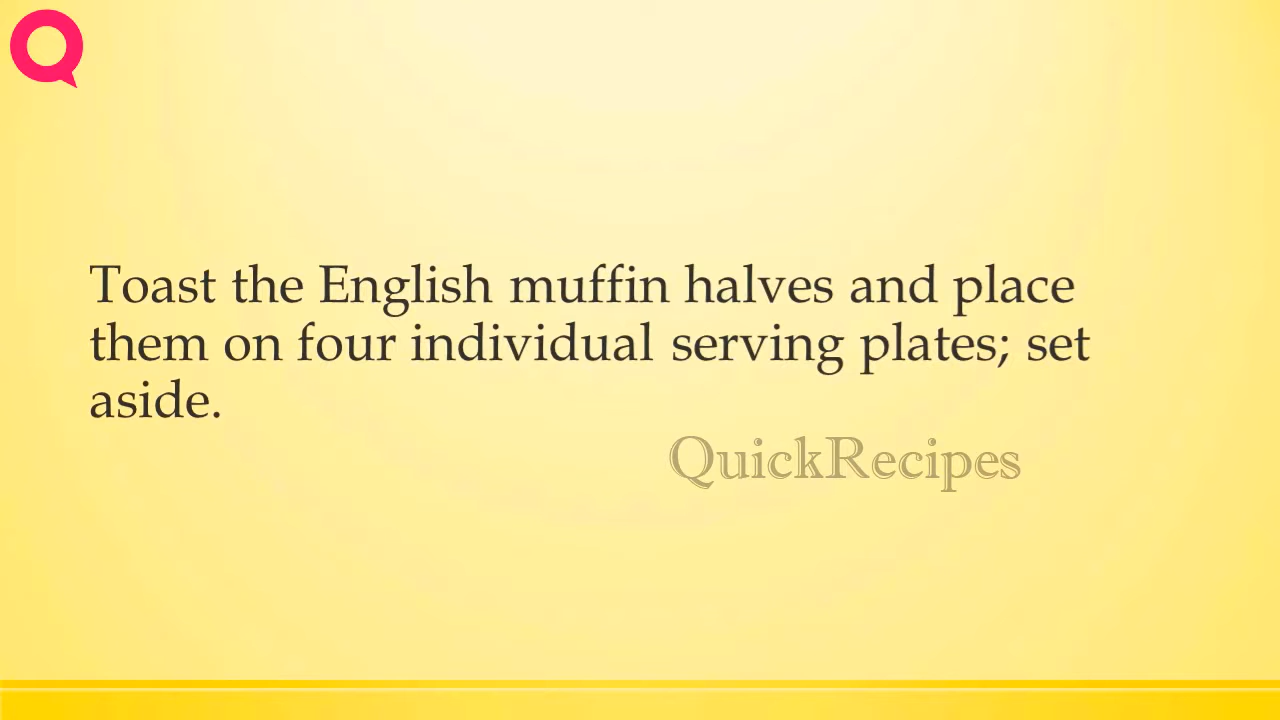 Toast the English muffin halves and place
them on four individual serving plates; set
aside.
QuickRecipes